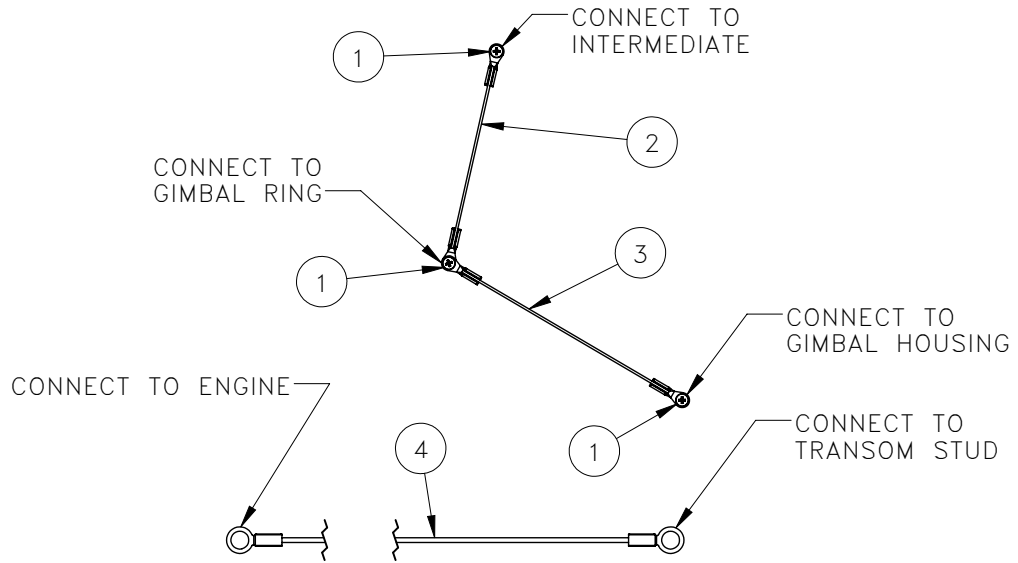 CONNECT TO
INTERMEDIATE
1
2
CONNECT TO
GIMBAL RING
3
1
CONNECT TO
GIMBAL HOUSING
CONNECT TO ENGINE
1
CONNECT TO
TRANSOM STUD
4